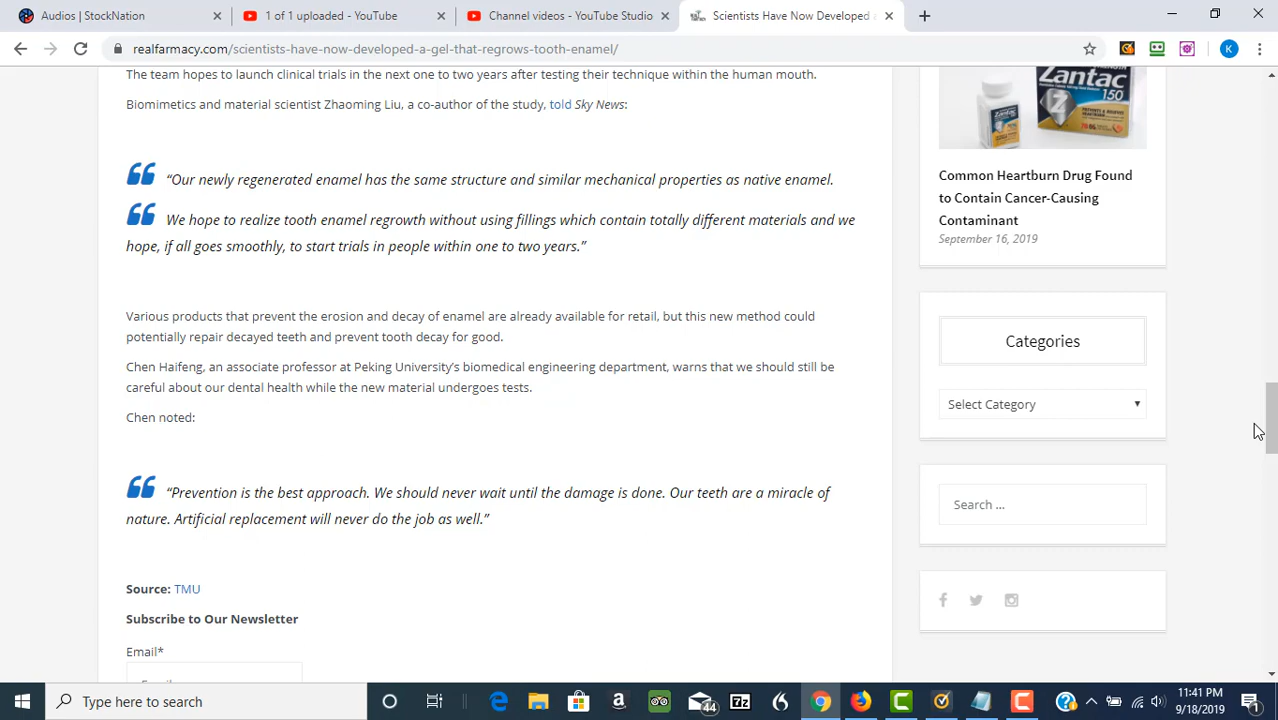 Audios | StockNation
1 of 1 uploaded - YouTube
Channel videos - YouTube Studio
Scientists Have Now Developed
realfarmacy.com/scientists-have-now-developed-a-gel-that-regrows-tooth-enamel/
K
The team hopes to launch clinical trials in the next one to two years after testing their technique within the human mouth.
Biomimetics and material scientist Zhaoming Liu, a co-author of the study, told Sky News:
“Our newly regenerated enamel has the same structure and similar mechanical properties as native enamel.
We hope to realize tooth enamel regrowth without using fillings which contain totally different materials and we
hope, if all goes smoothly, to start trials in people within one to two years.”
Various products that prevent the erosion and decay of enamel are already available for retail, but this new method could
potentially repair decayed teeth and prevent tooth decay for good.
Chen Haifeng, an associate professor at Peking University’s biomedical engineering department, warns that we should still be
careful about our dental health while the new material undergoes tests.
Chen noted:
“Prevention is the best approach. We should never wait until the damage is done. Our teeth are a miracle of
nature. Artificial replacement will never do the job as well.”
Source: TMU
Subscribe to Our Newsletter
Email*
Zantac
150
Common Heartburn Drug Found
to Contain Cancer-Causing
Contaminant
September 16, 2019
Categories
Select Category
Search ...
Type here to search
44
7z
11:41 PM
9/18/2019
1